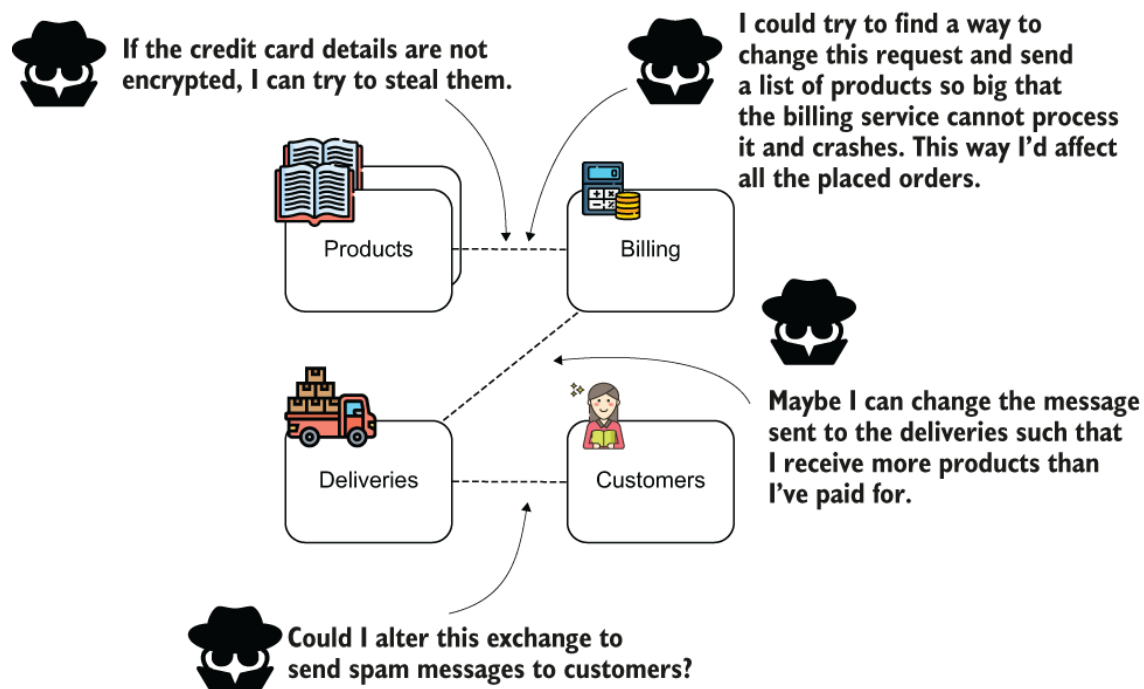 If the credit card details are not
encrypted, I can try to steal them.
I could try to find a way to
change this request and send
a list of products so big that
the billing service cannot process
it and crashes. This way I’d affect
all the placed orders.
Products
Billing
Maybe I can change the message
sent to the deliveries such that
I receive more products than
I’ve paid for.
Deliveries
Customers
Could I alter this exchange to
send spam messages to customers?